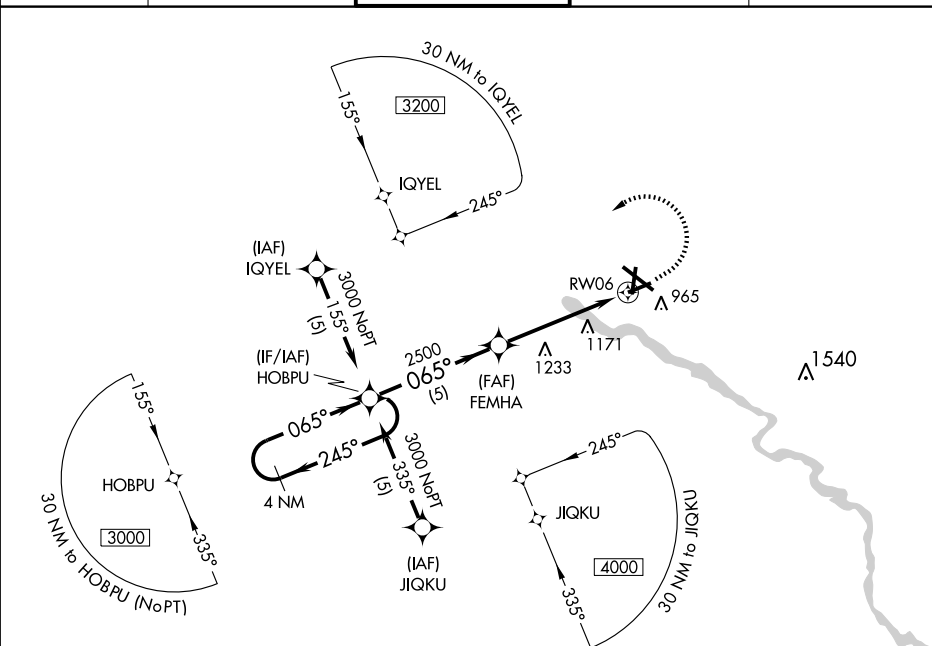 30 NM to IQYEL
155°
3200
IQYEL
245°
(IAF)
IQYEL
3000 NoPT
155°
(5)
RW06
965
1171
1233
1540
(IF/IAF)
HOBPU
2500
065°
(5)
(FAF)
FEMHA
065°
245°
4 NM
3000 NoPT
335°
(5)
(IAF)
JIQKU
155°
HOBPU
3000
335°
30 NM to HOBPU (NoPT)
245°
JIQKU
4000
335°
30 NM to JIQKU